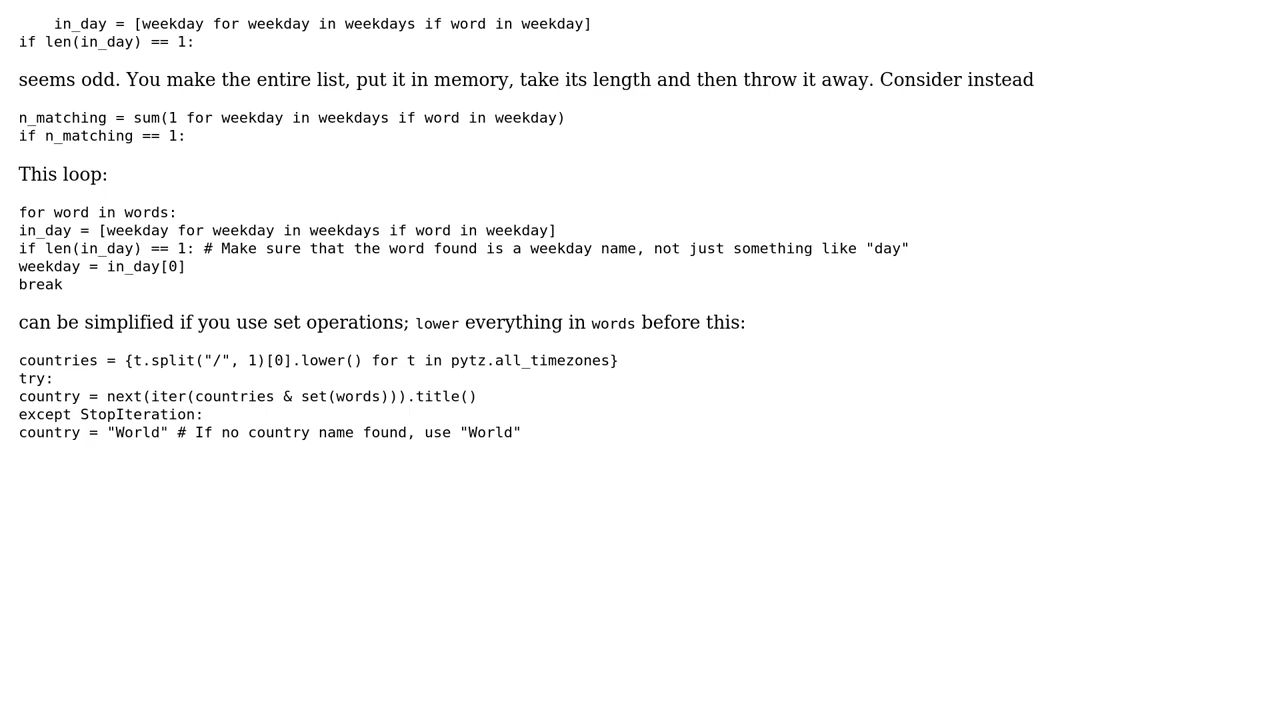 in_day = [weekday for weekday in weekdays if word in weekday]
if len(in_day) == 1:
seems odd. You make the entire list, put it in memory, take its length and then throw it away. Consider instead
n_matching = sum(1 for weekday in weekdays if word in weekday)
if n_matching == 1:
This loop:
for word in words:
in_day = [weekday for weekday in weekdays if word in weekday]
if len(in_day) == 1: # Make sure that the word found is a weekday name, not just something like "day"
weekday = in_day[0]
break
can be simplified if you use set operations; lower everything in words before this:
countries = {t.split("/", 1)[0].lower() for t in pytz.all_timezones}
try:
country = next(iter(countries & set(words))).title()
except StopIteration:
country = "World" # If no country name found, use "World"